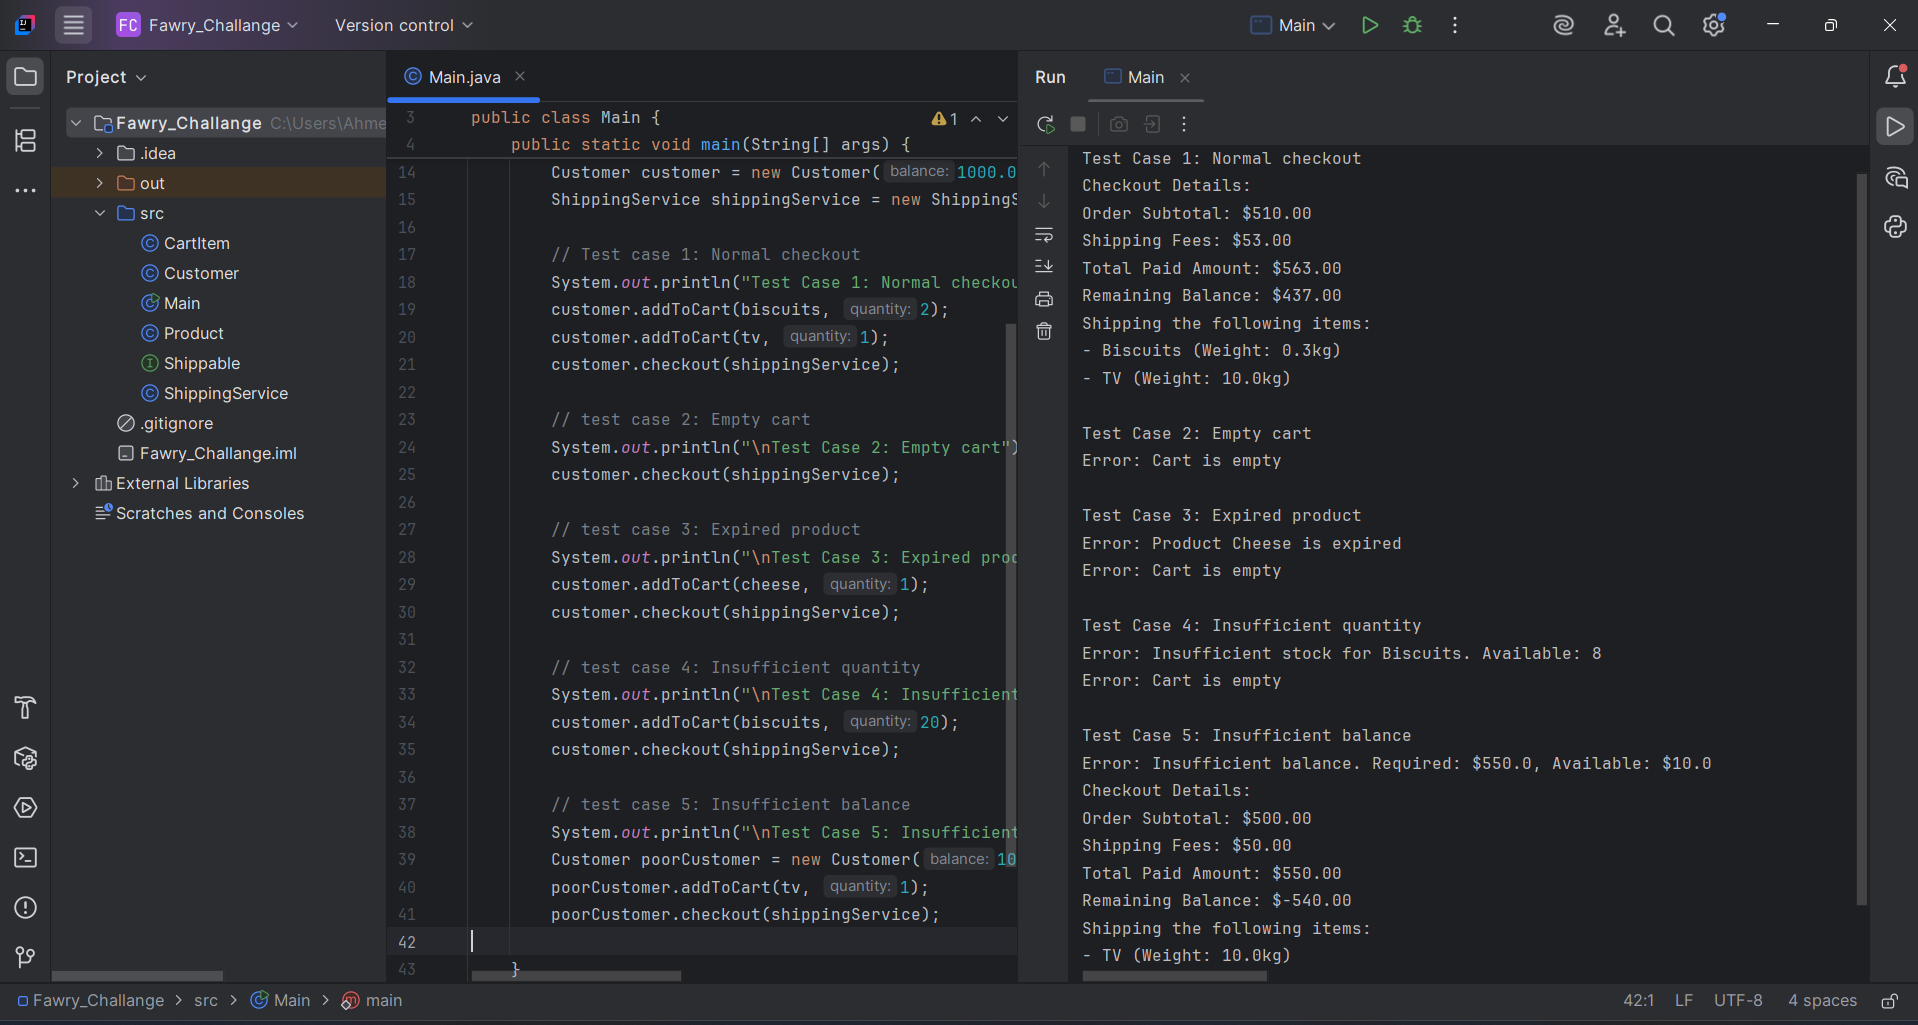 FC Fawry_Challange Version control Main
Project
Fawry_Challange C:\Users\Ahme
.idea
out
src
CartItem
Customer
Main
Product
Shippable
ShippingService
.gitignore
Fawry_Challange.iml
External Libraries
Scratches and Consoles
Main.java
1
3 public class Main {
4 public static void main(String[] args) {
14 Customer customer = new Customer( balance: 1000.0
15 ShippingService shippingService = new ShippingS
16
17 // Test case 1: Normal checkout
18 System.out.println("Test Case 1: Normal checkou
19 customer.addToCart(biscuits, quantity: 2);
20 customer.addToCart(tv, quantity: 1);
21 customer.checkout(shippingService);
22
23 // test case 2: Empty cart
24 System.out.println("\nTest Case 2: Empty cart")
25 customer.checkout(shippingService);
26
27 // test case 3: Expired product
28 System.out.println("\nTest Case 3: Expired proc
29 customer.addToCart(cheese, quantity: 1);
30 customer.checkout(shippingService);
31
32 // test case 4: Insufficient quantity
33 System.out.println("\nTest Case 4: Insufficient
34 customer.addToCart(biscuits, quantity: 20);
35 customer.checkout(shippingService);
36
37 // test case 5: Insufficient balance
38 System.out.println("\nTest Case 5: Insufficient
39 Customer poorCustomer = new Customer( balance: 10
40 poorCustomer.addToCart(tv, quantity: 1);
41 poorCustomer.checkout(shippingService);
42
43 }
Run Main
Test Case 1: Normal checkout
Checkout Details:
Order Subtotal: $510.00
Shipping Fees: $53.00
Total Paid Amount: $563.00
Remaining Balance: $437.00
Shipping the following items:
- Biscuits (Weight: 0.3kg)
- TV (Weight: 10.0kg)
Test Case 2: Empty cart
Error: Cart is empty
Test Case 3: Expired product
Error: Product Cheese is expired
Error: Cart is empty
Test Case 4: Insufficient quantity
Error: Insufficient stock for Biscuits. Available: 8
Error: Cart is empty
Test Case 5: Insufficient balance
Error: Insufficient balance. Required: $550.0, Available: $10.0
Checkout Details:
Order Subtotal: $500.00
Shipping Fees: $50.00
Total Paid Amount: $550.00
Remaining Balance: $-540.00
Shipping the following items:
- TV (Weight: 10.0kg)
Fawry_Challange > src > Main > main 42:1 LF UTF-8 4 spaces